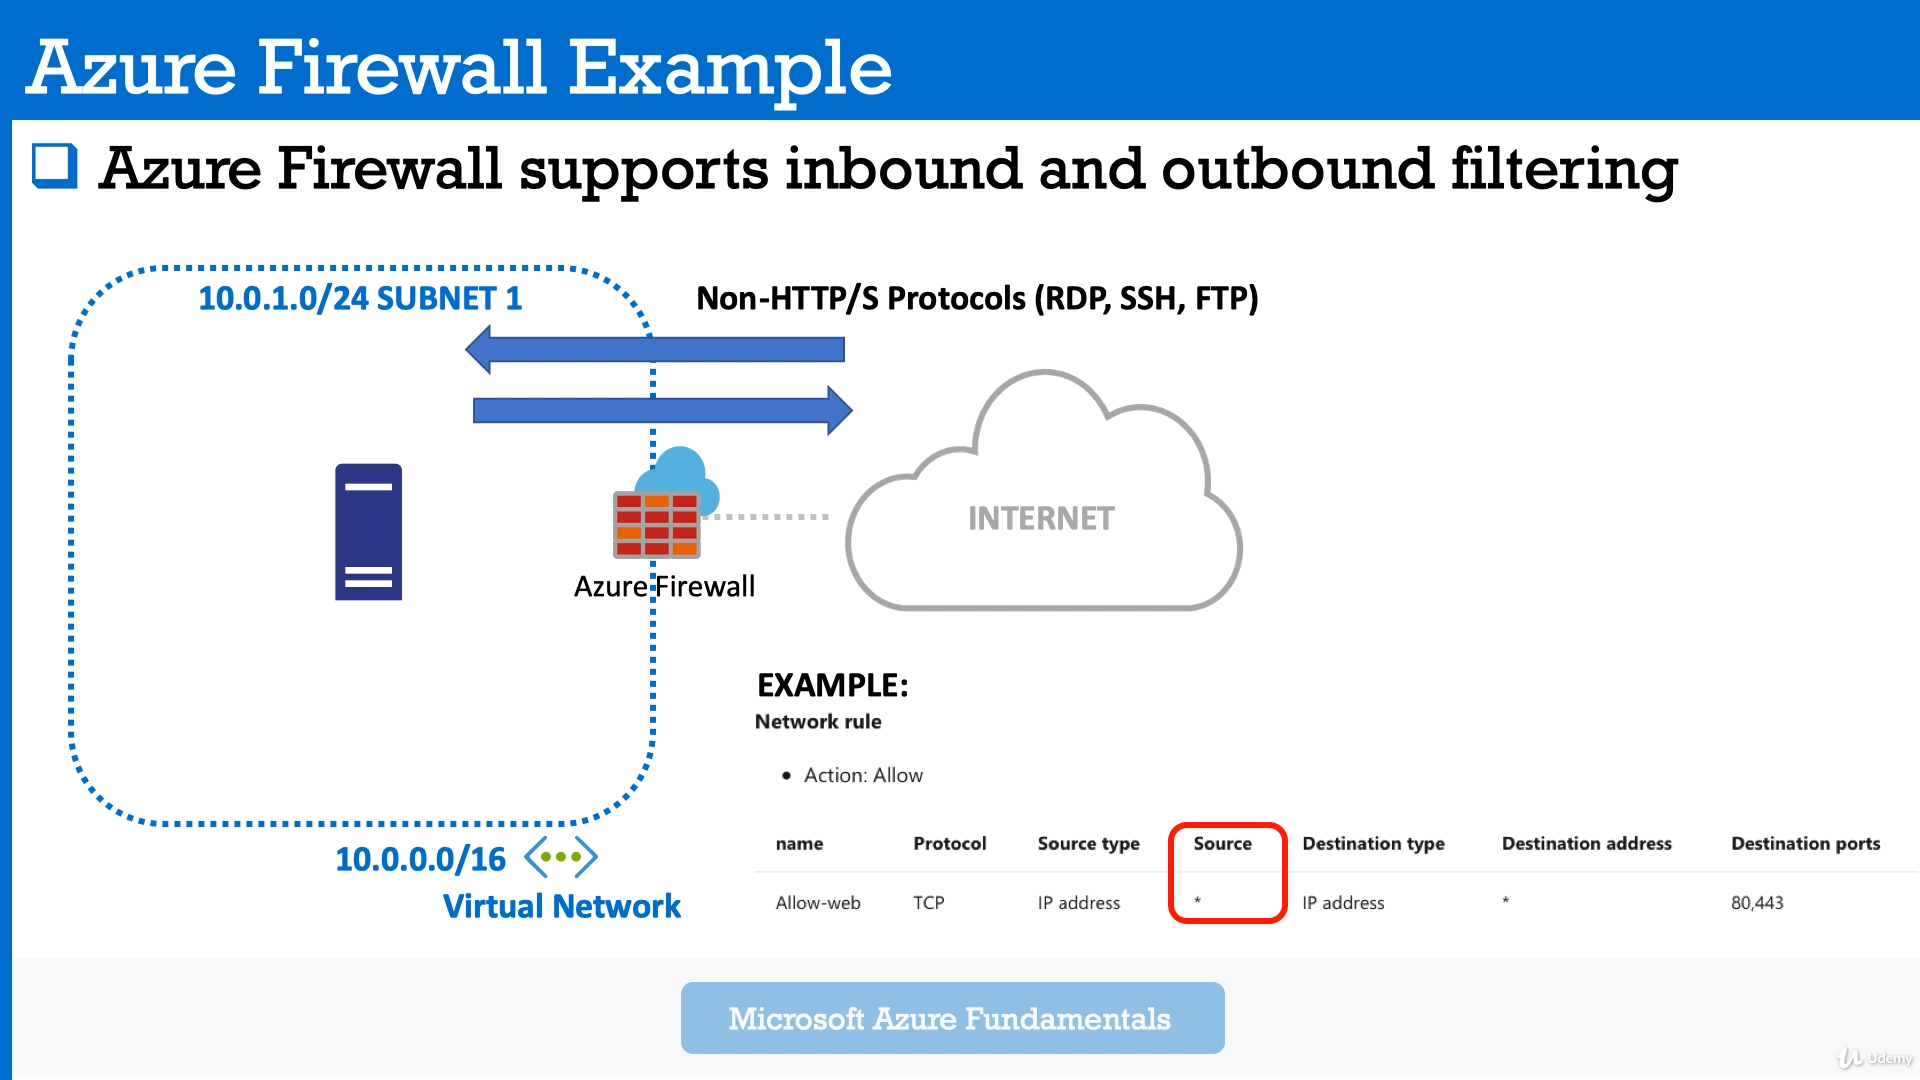 Azure Firewall Example
Azure Firewall supports inbound and outbound filtering
10.0.1.0/24 SUBNET 1
Non-HTTP/S Protocols (RDP, SSH, FTP)
INTERNET
Azure Firewall
EXAMPLE:
Network rule
• Action: Allow
name Protocol Source type Source Destination type Destination address Destination ports
Allow-web TCP IP address * IP address * 80,443
10.0.0.0/16
Virtual Network
Microsoft Azure Fundamentals
Udemy